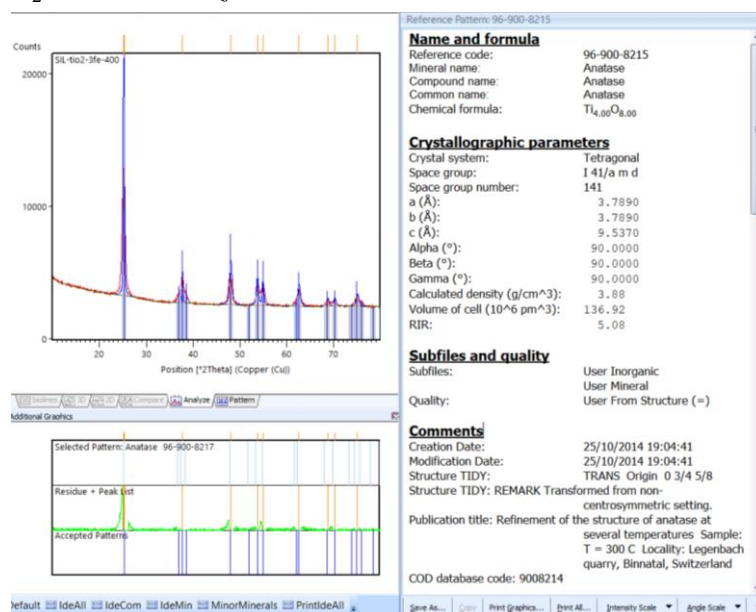 Counts
SIL-tio2-3fe-400
20000
10000
0
20 30 40 50 60 70
Position [°2Theta] (Copper (Cu))
Isolines 3D 2D Compare Analyze Pattern
Additional Graphics
Selected Pattern: Anatase 96-900-8217
Residue + Peak List
Accepted Patterns
Default IdeAll IdeCom IdeMin MinorMinerals PrintIdeAll
Reference Pattern: 96-900-8215
Name and formula
Reference code: 96-900-8215
Mineral name: Anatase
Compound name: Anatase
Common name: Anatase
Chemical formula: Ti4.00O8.00
Crystallographic parameters
Crystal system: Tetragonal
Space group: I 41/a m d
Space group number: 141
a (Å): 3.7890
b (Å): 3.7890
c (Å): 9.5370
Alpha (°): 90.0000
Beta (°): 90.0000
Gamma (°): 90.0000
Calculated density (g/cm^3): 3.88
Volume of cell (10^6 pm^3): 136.92
RIR: 5.08
Subfiles and quality
Subfiles: User Inorganic
User Mineral
Quality: User From Structure (=)
Comments
Creation Date: 25/10/2014 19:04:41
Modification Date: 25/10/2014 19:04:41
Structure TIDY: TRANS Origin 0 3/4 5/8
Structure TIDY: REMARK Transformed from non-
centrosymmetric setting.
Publication title: Refinement of the structure of anatase at
several temperatures Sample:
T = 300 C Locality: Legenbach
quarry, Binnatal, Switzerland
COD database code: 9008214
Save As... Copy Print Graphics... Print All... Intensity Scale Angle Scale